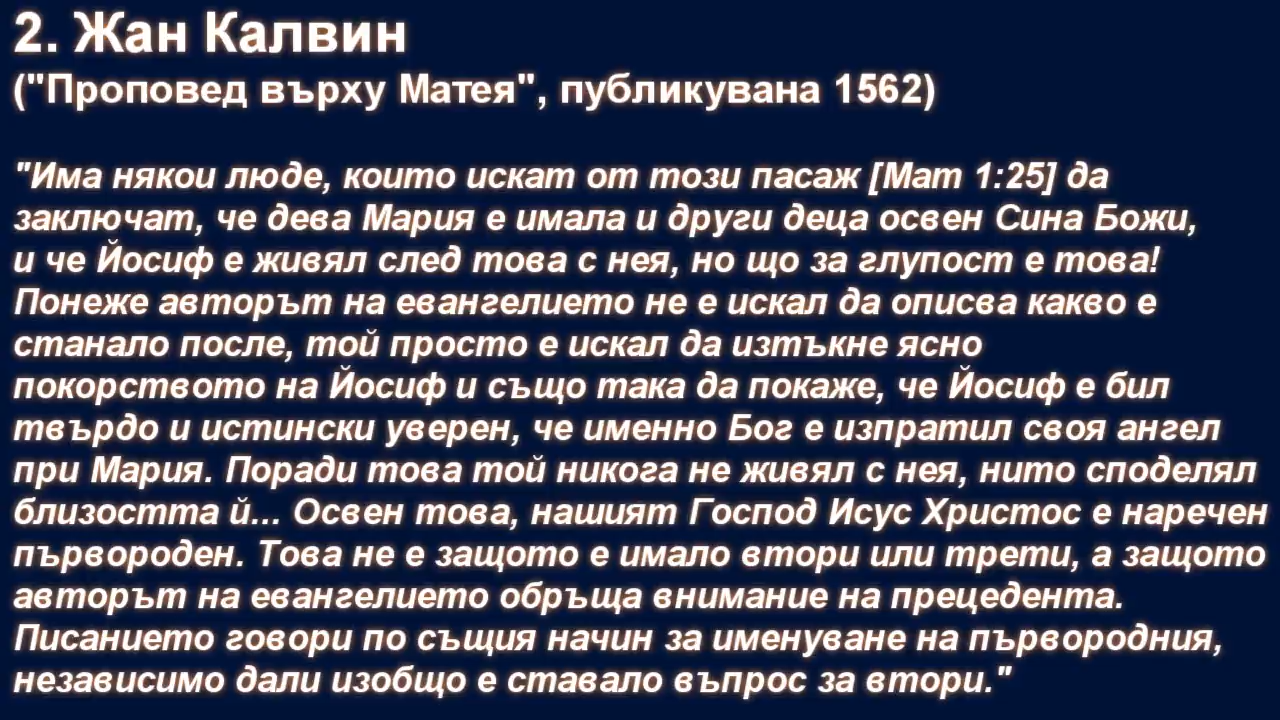 2. Жан Калвин
("Проповед върху Матея", публикувана 1562)
"Има някои люде, които искат от този пасаж [Мат 1:25] да
заключат, че дева Мария е имала и други деца освен Сина Божи,
и че Йосиф е живял след това с нея, но що за глупост е това!
Понеже авторът на евангелието не е искал да описва какво е
станало после, той просто е искал да изтъкне ясно
покорството на Йосиф и също така да покаже, че Йосиф е бил
твърдо и истински уверен, че именно Бог е изпратил своя ангел
при Мария. Поради това той никога не живял с нея, нито споделял
близостта й... Освен това, нашият Господ Исус Христос е наречен
първороден. Това не е защото е имало втори или трети, а защото
авторът на евангелието обръща внимание на прецедента.
Писанието говори по същия начин за именуване на първородния,
независимо дали изобщо е ставало въпрос за втори."